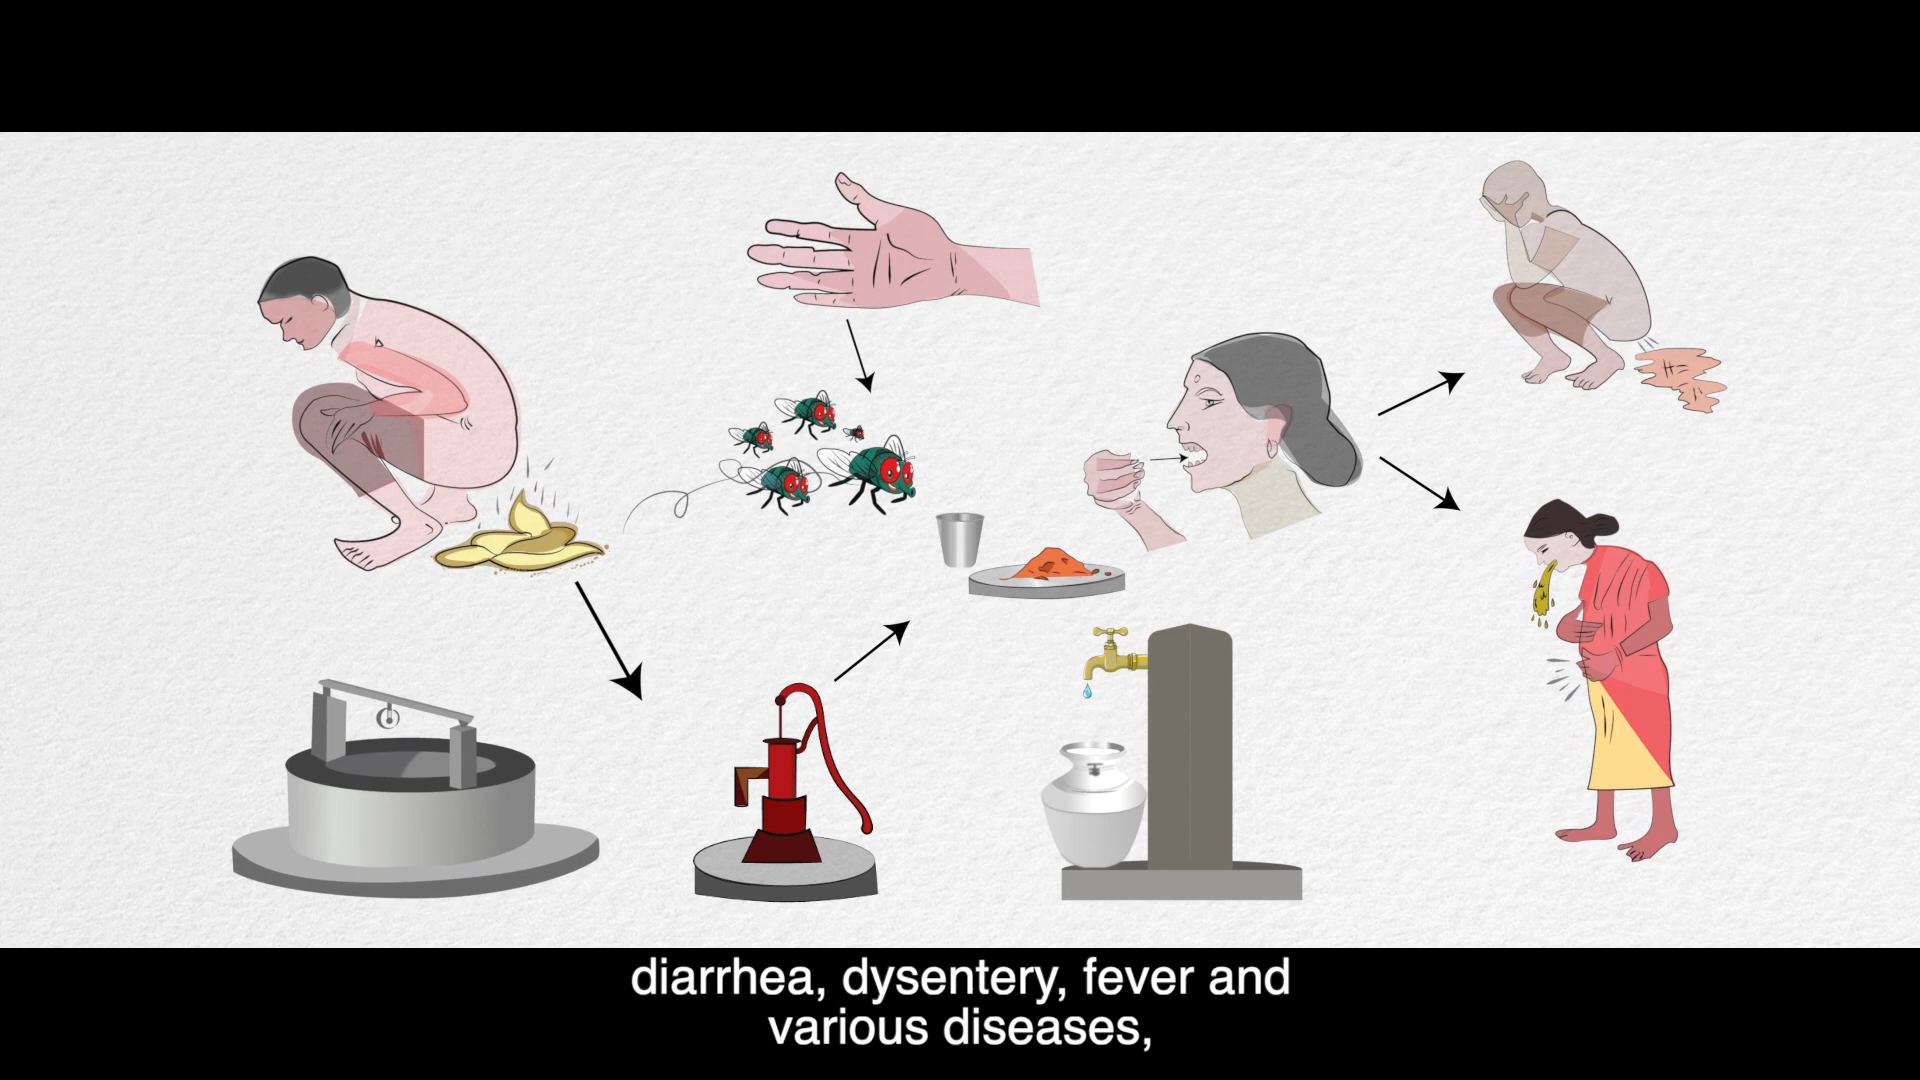 diarrhea, dysentery, fever and
various diseases,